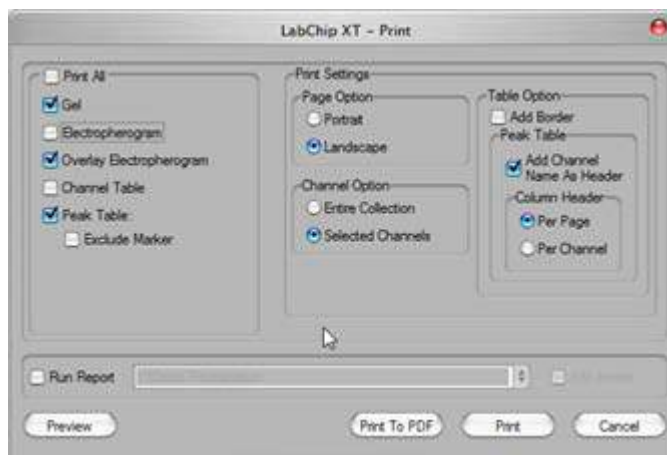 LabChip XT - Print
Print All
Gel
Electropherogram
Overlay Electropherogram
Channel Table
Peak Table
Exclude Marker
Print Settings
Page Option
Portrait
Landscape
Channel Option
Entire Collection
Selected Channels
Table Option
Add Border
Peak Table
Add Channel
Name As Header
Column Header
Per Page
Per Channel
Run Report
Preview
Print To PDF
Print
Cancel